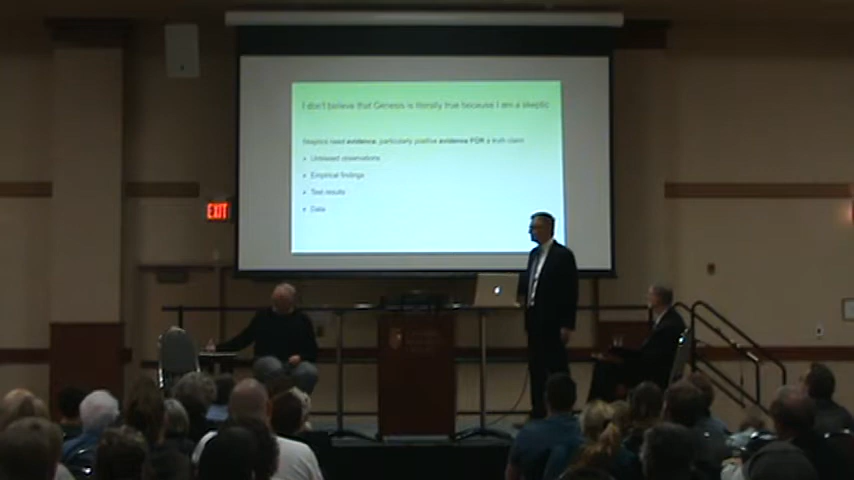 I don't believe that Genesis is literally true because I am a skeptic
Skeptics need evidence, particularly positive evidence FOR a truth claim
• Unbiased observations
• Empirical findings
• Test results
• Data
EXIT